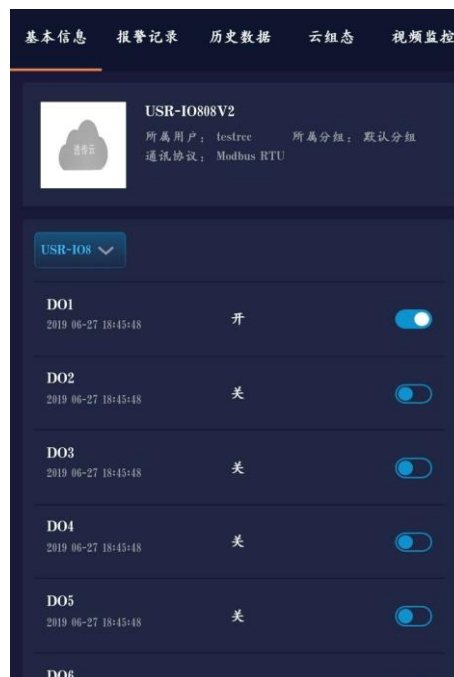 基本信息 报警记录 历史数据 云组态 视频监控
USR-IO808V2
所属用户： testrec 所属分组： 默认分组
通讯协议： Modbus RTU
透传云
USR-IO8
DO1
2019 06-27 18:45:48
开
DO2
2019 06-27 18:45:48
关
DO3
2019 06-27 18:45:48
关
DO4
2019 06-27 18:45:48
关
DO5
2019 06-27 18:45:48
关
DO6